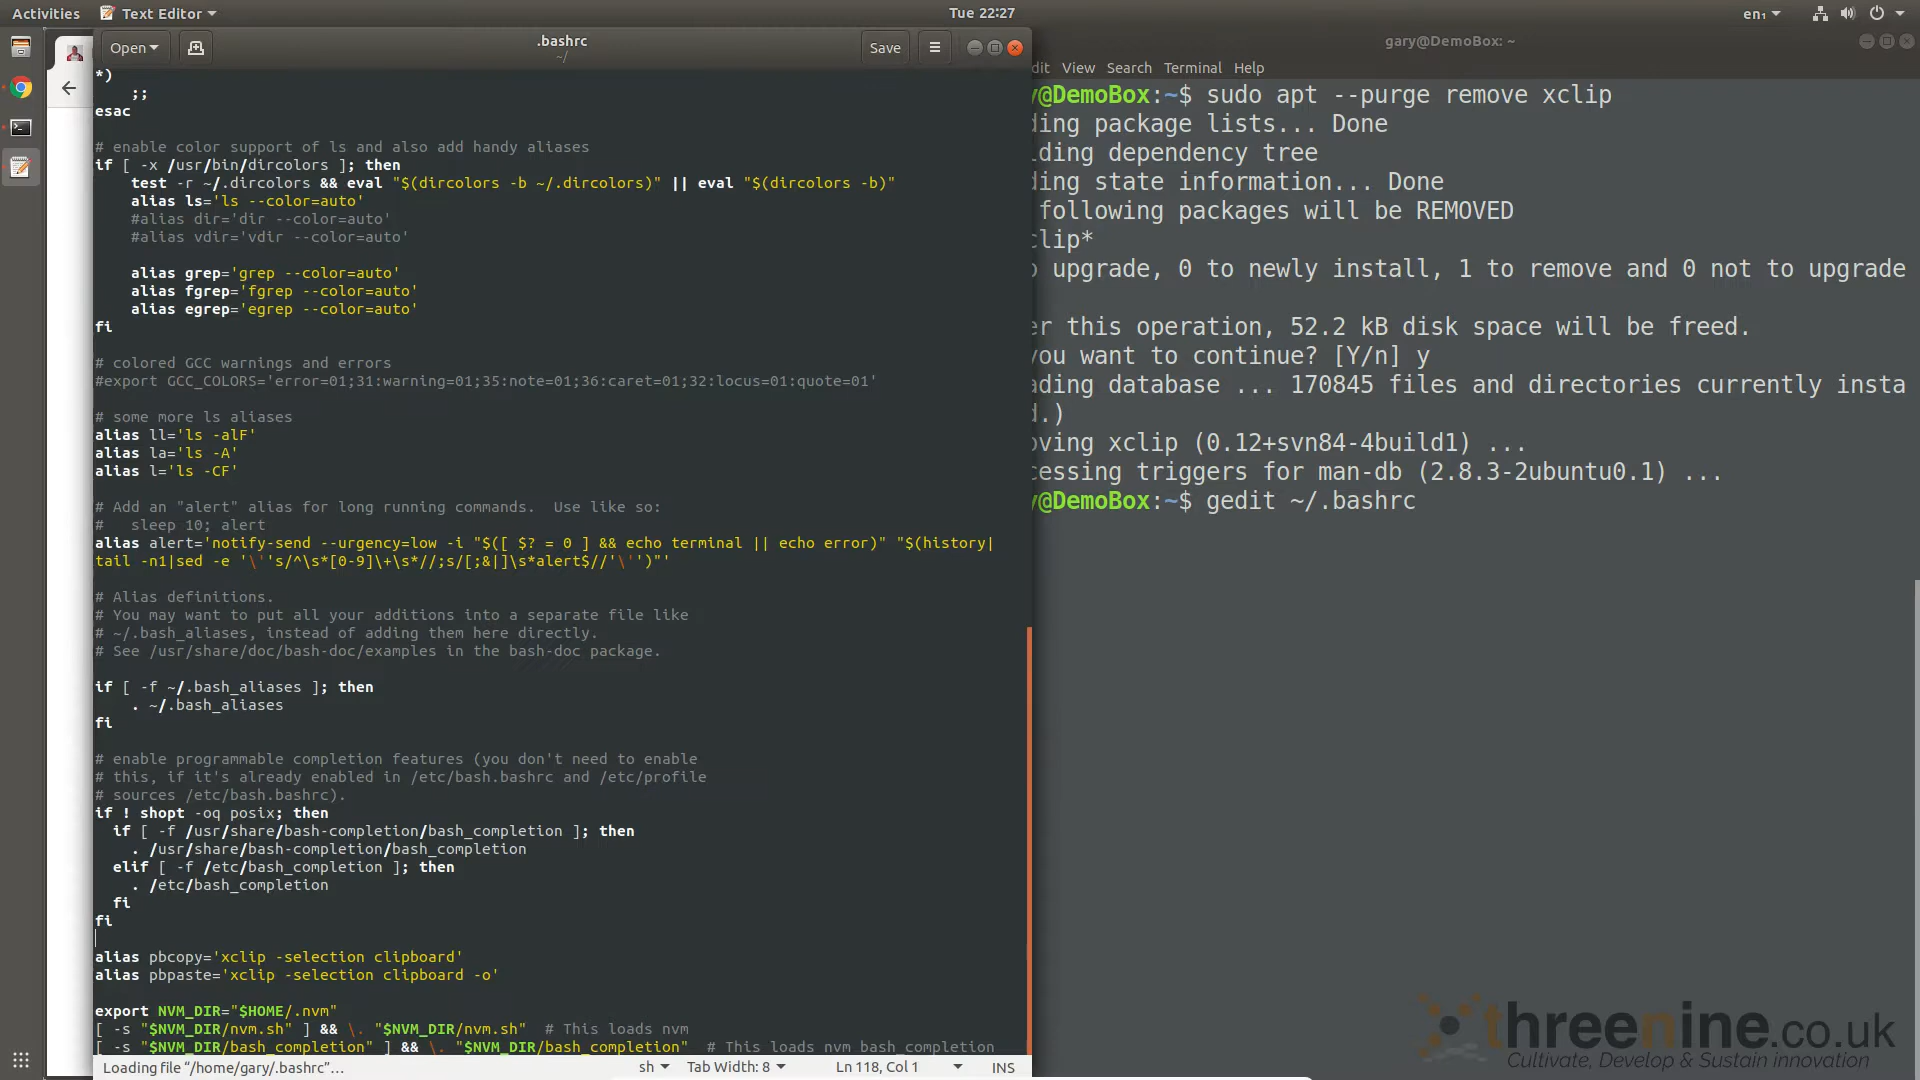 Activities
Text Editor
Tue 22:27
en₁
Open
.bashrc
~/
Save
*)
;;
esac
# enable color support of ls and also add handy aliases
if [ -x /usr/bin/dircolors ]; then
test -r ~/.dircolors && eval "$(dircolors -b ~/.dircolors)" || eval "$(dircolors -b)"
alias ls='ls --color=auto'
#alias dir='dir --color=auto'
#alias vdir='vdir --color=auto'
alias grep='grep --color=auto'
alias fgrep='fgrep --color=auto'
alias egrep='egrep --color=auto'
fi
# colored GCC warnings and errors
#export GCC_COLORS='error=01;31:warning=01;35:note=01;36:caret=01;32:locus=01:quote=01'
# some more ls aliases
alias ll='ls -alF'
alias la='ls -A'
alias l='ls -CF'
# Add an "alert" alias for long running commands.  Use like so:
#   sleep 10; alert
alias alert='notify-send --urgency=low -i "$([ $? = 0 ] && echo terminal || echo error)" "$(history|
tail -n1|sed -e '\''s/^\s*[0-9]\+\s*//;s/[;&|]\s*alert$//'\'')"'
# Alias definitions.
# You may want to put all your additions into a separate file like
# ~/.bash_aliases, instead of adding them here directly.
# See /usr/share/doc/bash-doc/examples in the bash-doc package.
if [ -f ~/.bash_aliases ]; then
. ~/.bash_aliases
fi
# enable programmable completion features (you don't need to enable
# this, if it's already enabled in /etc/bash.bashrc and /etc/profile
# sources /etc/bash.bashrc).
if ! shopt -oq posix; then
if [ -f /usr/share/bash-completion/bash_completion ]; then
. /usr/share/bash-completion/bash_completion
elif [ -f /etc/bash_completion ]; then
. /etc/bash_completion
fi
fi
alias pbcopy='xclip -selection clipboard'
alias pbpaste='xclip -selection clipboard -o'
export NVM_DIR="$HOME/.nvm"
[ -s "$NVM_DIR/nvm.sh" ] && \. "$NVM_DIR/nvm.sh"  # This loads nvm
[ -s "$NVM_DIR/bash_completion" ] && \. "$NVM_DIR/bash_completion"  # This loads nvm bash_completion
Loading file “/home/gary/.bashrc”…
sh
Tab Width: 8
Ln 118, Col 1
INS
gary@DemoBox: ~
dit View Search Terminal Help
y@DemoBox:~$ sudo apt --purge remove xclip
ding package lists... Done
lding dependency tree
ding state information... Done
following packages will be REMOVED
clip*
o upgrade, 0 to newly install, 1 to remove and 0 not to upgrade
er this operation, 52.2 kB disk space will be freed.
you want to continue? [Y/n] y
ading database ... 170845 files and directories currently insta
d.)
oving xclip (0.12+svn84-4build1) ...
cessing triggers for man-db (2.8.3-2ubuntu0.1) ...
y@DemoBox:~$ gedit ~/.bashrc
threenine.co.uk
Cultivate, Develop & Sustain innovation